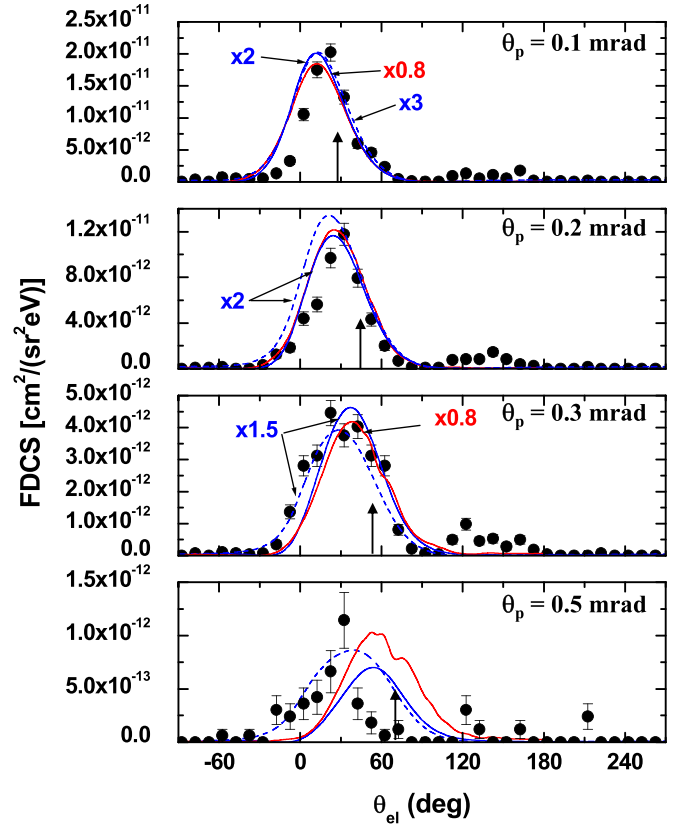 FDCS [cm²/(sr²eV)]
θp = 0.1 mrad
2.5x10⁻¹¹
2.0x10⁻¹¹
1.5x10⁻¹¹
1.0x10⁻¹¹
5.0x10⁻¹²
0.0
x2
x0.8
x3
θp = 0.2 mrad
1.2x10⁻¹¹
8.0x10⁻¹²
4.0x10⁻¹²
0.0
x2
θp = 0.3 mrad
5.0x10⁻¹²
4.0x10⁻¹²
3.0x10⁻¹²
2.0x10⁻¹²
1.0x10⁻¹²
0.0
x1.5
x0.8
θp = 0.5 mrad
1.5x10⁻¹²
1.0x10⁻¹²
5.0x10⁻¹³
0.0
-60 0 60 120 180 240
θel (deg)